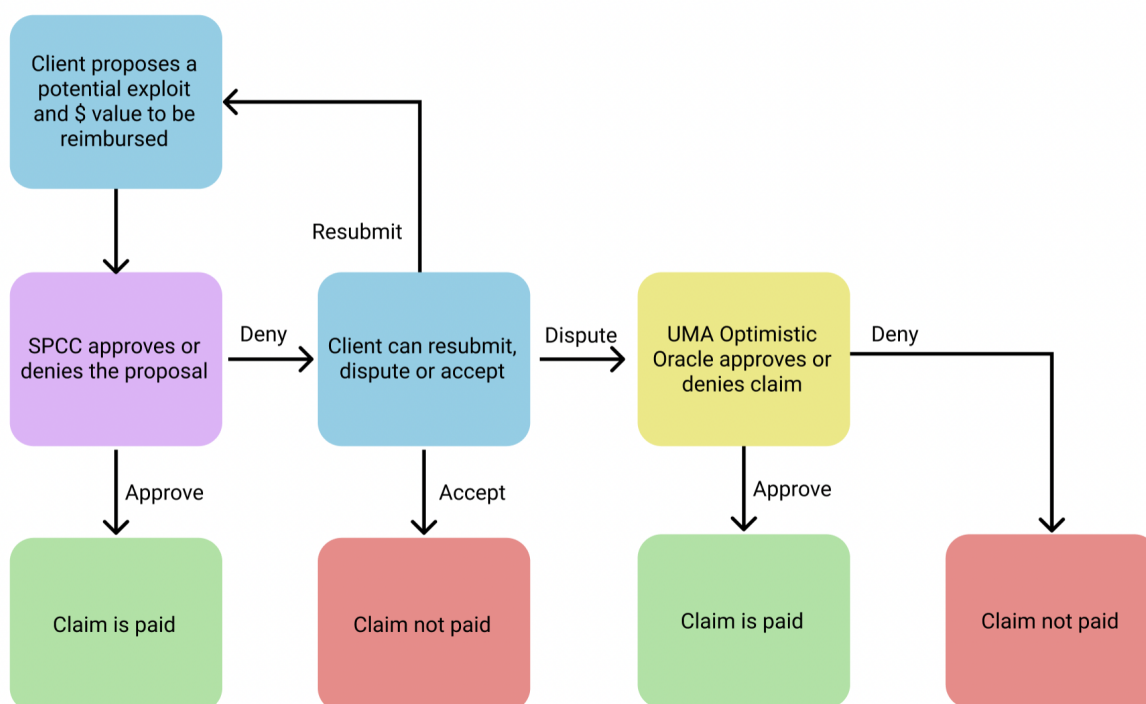 Client proposes a
potential exploit
and $ value to be
reimbursed
Resubmit
SPCC approves or
denies the proposal
Deny
Client can resubmit,
dispute or accept
Dispute
UMA Optimistic
Oracle approves or
denies claim
Deny
Approve
Accept
Approve
Claim is paid
Claim not paid
Claim is paid
Claim not paid